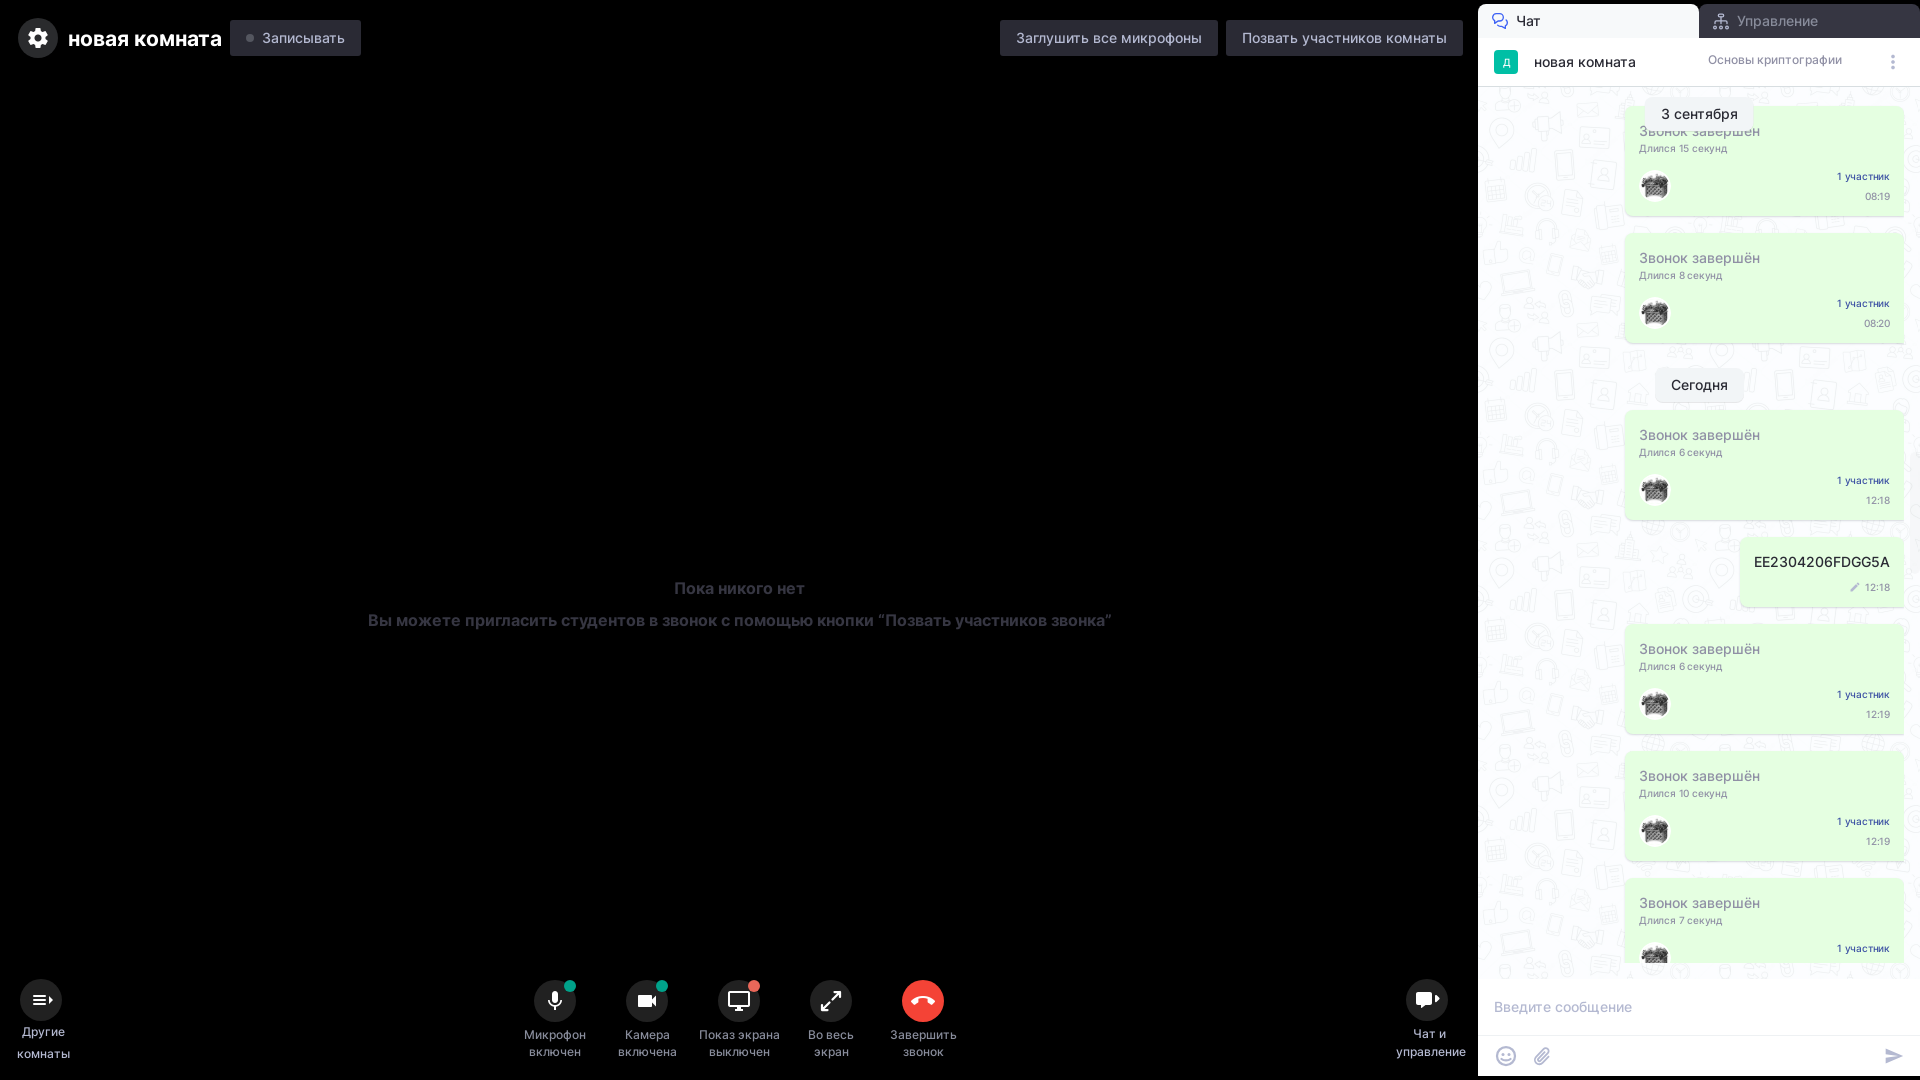 новая комната
Записывать
Заглушить все микрофоны
Позвать участников комнаты
Чат
Управление
Д
новая комната
Основы криптографии
3 сентября
Звонок завершён
Длился 15 секунд
1 участник
08:19
Звонок завершён
Длился 8 секунд
1 участник
08:20
Сегодня
Звонок завершён
Длился 6 секунд
1 участник
12:18
EE2304206FDGG5A
12:18
Звонок завершён
Длился 6 секунд
1 участник
12:19
Звонок завершён
Длился 10 секунд
1 участник
12:19
Звонок завершён
Длился 7 секунд
1 участник
Пока никого нет
Вы можете пригласить студентов в звонок с помощью кнопки “Позвать участников звонка”
Другие
комнаты
Микрофон
включен
Камера
включена
Показ экрана
выключен
Во весь
экран
Завершить
звонок
Чат и
управление
Введите сообщение